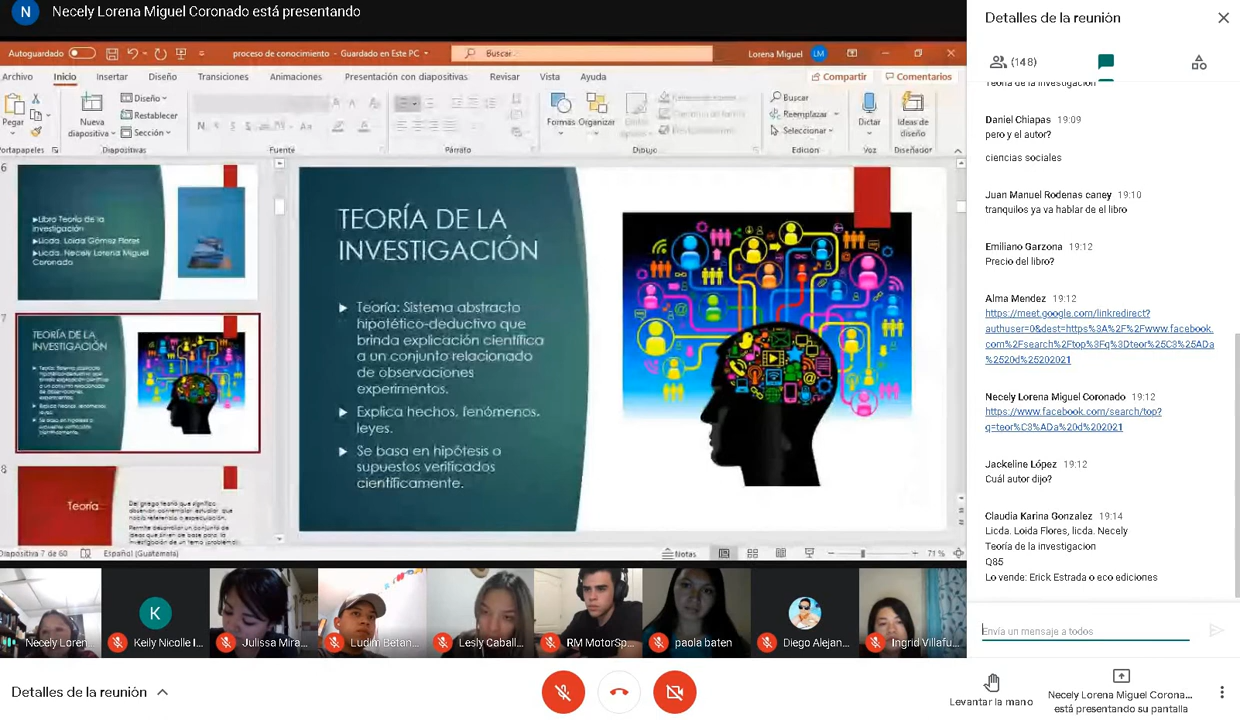 N
Necely Lorena Miguel Coronado está presentando
Autoguardado
proceso de conocimiento - Guardado en Este PC
Buscar
Lorena Miguel
LM
Archivo
Inicio
Insertar
Diseño
Transiciones
Animaciones
Presentación con diapositivas
Revisar
Vista
Ayuda
Compartir
Comentarios
Pegar
Nueva
diapositiva
Diseño
Restablecer
Sección
Formas
Organizar
Buscar
Reemplazar
Seleccionar
Dictar
Ideas de
diseño
Portapapeles
Diapositivas
Fuente
Párrafo
Dibujo
Edición
Voz
Diseñador
6
Libro Teoría de la
investigación
Licda. Loida Gómez Flores
Licda. Necely Lorena Miguel
Coronado
7
TEORÍA DE LA
INVESTIGACIÓN
8
Teoría
TEORÍA DE LA
INVESTIGACIÓN
Teoría: Sistema abstracto
hipotético-deductivo que
brinda explicación científica
a un conjunto relacionado
de observaciones
experimentos.
Explica hechos, fenómenos,
leyes.
Se basa en hipótesis o
supuestos verificados
científicamente.
Diapositiva 7 de 60
Español (Guatemala)
Notas
71 %
Necely Loren...
K
Keily Nicolle I...
Julissa Mira...
Ludim Betan...
Lesly Caball...
RM MotorSp...
paola baten
Diego Alejan...
Ingrid Villafu...
Detalles de la reunión
Detalles de la reunión
(148)
Teoria de la investigacion
Daniel Chiapas 19:09
pero y el autor?
ciencias sociales
Juan Manuel Rodenas caney 19:10
tranquilos ya va hablar de el libro
Emiliano Garzona 19:12
Precio del libro?
Alma Mendez 19:12
https://meet.google.com/linkredirect?
authuser=0&dest=https%3A%2F%2Fwww.facebook.
com%2Fsearch%2Ftop%3Fq%3Dteor%25C3%25ADa
%2520d%25202021
Necely Lorena Miguel Coronado 19:12
https://www.facebook.com/search/top?
q=teor%C3%ADa%20d%202021
Jackeline López 19:12
Cuál autor dijo?
Claudia Karina Gonzalez 19:14
Licda. Loida Flores, licda. Necely
Teoría de la investigacion
Q85
Lo vende: Erick Estrada o eco ediciones
Envía un mensaje a todos
Levantar la mano
Necely Lorena Miguel Corona...
está presentando su pantalla